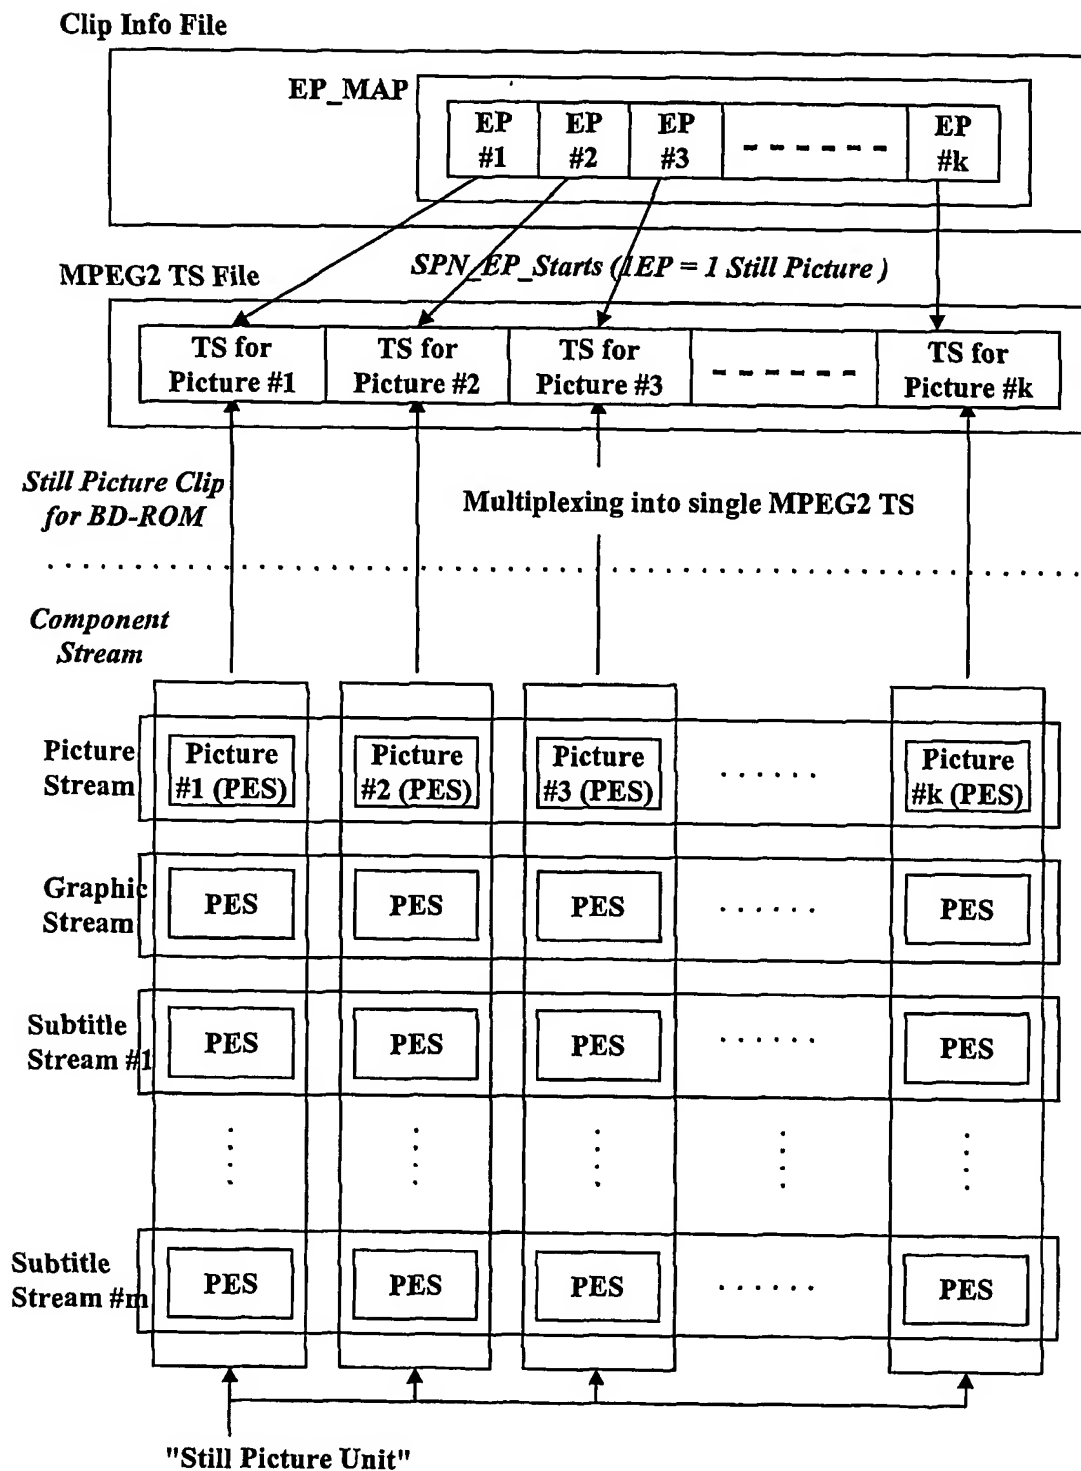 Clip Info File
EP_MAP
EP #1
EP #2
EP #3
EP #k
SPN_EP_Starts (1EP = 1 Still Picture )
MPEG2 TS File
TS for
Picture #1
TS for
Picture #2
TS for
Picture #3
TS for
Picture #k
Still Picture Clip
for BD-ROM
Multiplexing into single MPEG2 TS
Component
Stream
Picture
Stream
Picture
#1 (PES)
Picture
#2 (PES)
Picture
#3 (PES)
Picture
#k (PES)
Graphic
Stream
PES
PES
PES
PES
Subtitle
Stream #1
PES
PES
PES
PES
Subtitle
Stream #m
PES
PES
PES
PES
"Still Picture Unit"